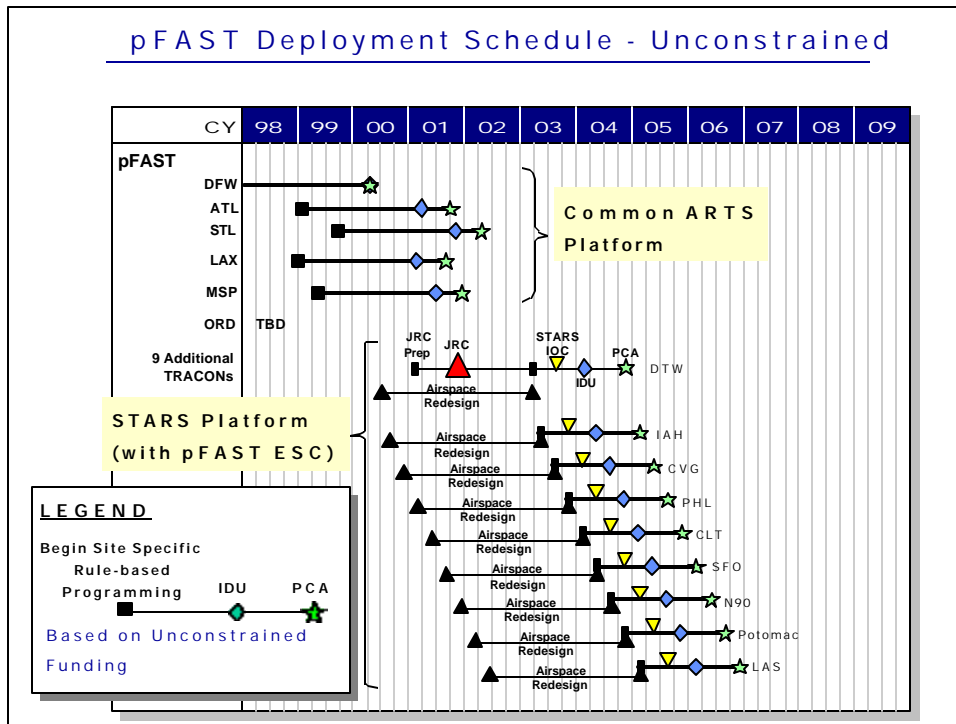 pFAST Deployment Schedule - Unconstrained
CY 98 99 00 01 02 03 04 05 06 07 08 09
pFAST
DFW
ATL
STL
LAX
MSP
Common ARTS
Platform
ORD TBD
9 Additional
TRACONs
JRC
Prep
JRC
STARS
IOC
IDU
PCA
DTW
Airspace
Redesign
STARS Platform
(with pFAST ESC)
Airspace
Redesign
IAH
Airspace
Redesign
CVG
Airspace
Redesign
PHL
Airspace
Redesign
CLT
Airspace
Redesign
SFO
Airspace
Redesign
N90
Airspace
Redesign
Potomac
Airspace
Redesign
LAS
LEGEND
Begin Site Specific
Rule-based
Programming
IDU
PCA
Based on Unconstrained
Funding